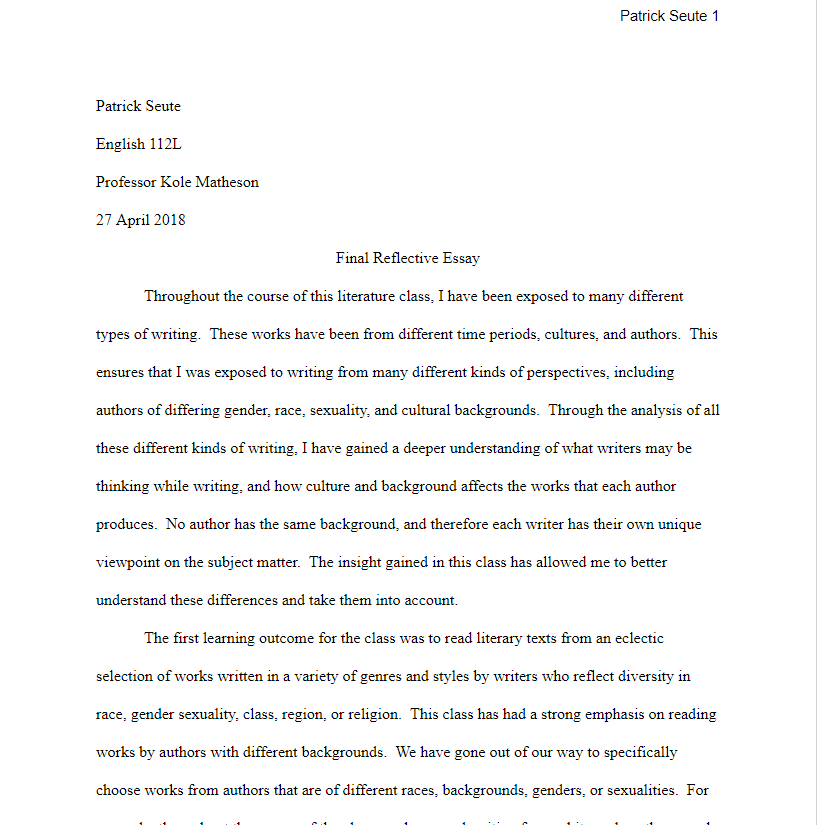 Patrick Seute 1
Patrick Seute
English 112L
Professor Kole Matheson
27 April 2018
Final Reflective Essay
Throughout the course of this literature class, I have been exposed to many different
types of writing.  These works have been from different time periods, cultures, and authors.  This
ensures that I was exposed to writing from many different kinds of perspectives, including
authors of differing gender, race, sexuality, and cultural backgrounds.  Through the analysis of all
these different kinds of writing, I have gained a deeper understanding of what writers may be
thinking while writing, and how culture and background affects the works that each author
produces.  No author has the same background, and therefore each writer has their own unique
viewpoint on the subject matter.  The insight gained in this class has allowed me to better
understand these differences and take them into account.
The first learning outcome for the class was to read literary texts from an eclectic
selection of works written in a variety of genres and styles by writers who reflect diversity in
race, gender sexuality, class, region, or religion.  This class has had a strong emphasis on reading
works by authors with different backgrounds.  We have gone out of our way to specifically
choose works from authors that are of different races, backgrounds, genders, or sexualities.  For